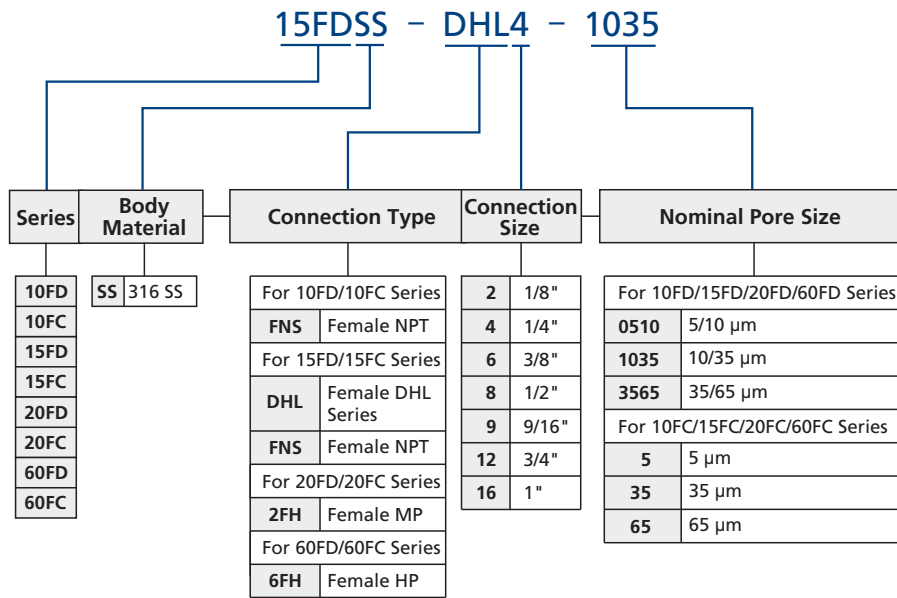 15FDSS – DHL4 – 1035
Series
Body
Material
Connection Type
Connection
Size
Nominal Pore Size
10FD
10FC
15FD
15FC
20FD
20FC
60FD
60FC
SS 316 SS
For 10FD/10FC Series
FNS Female NPT
For 15FD/15FC Series
DHL Female DHL
Series
FNS Female NPT
For 20FD/20FC Series
2FH Female MP
For 60FD/60FC Series
6FH Female HP
2 1/8"
4 1/4"
6 3/8"
8 1/2"
9 9/16"
12 3/4"
16 1"
For 10FD/15FD/20FD/60FD Series
0510 5/10 μm
1035 10/35 μm
3565 35/65 μm
For 10FC/15FC/20FC/60FC Series
5 5 μm
35 35 μm
65 65 μm